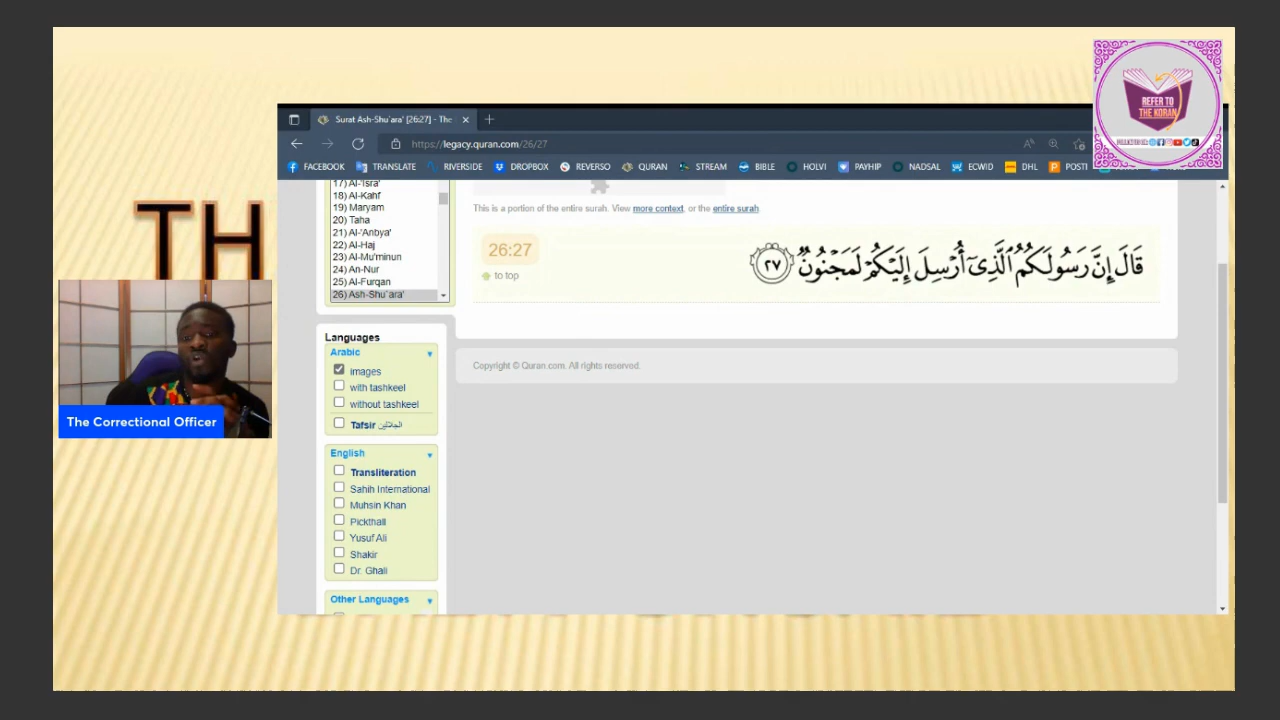 TH
REFER TO
THE KORAN
Surat Ash-Shu`ara' [26:27] - The
https://legacy.quran.com/26/27
FACEBOOK TRANSLATE RIVERSIDE DROPBOX REVERSO QURAN STREAM BIBLE HOLVI PAYHIP NADSAL ECWID DHL POSTI
17) Al-'Isra'
18) Al-Kahf
19) Maryam
20) Taha
21) Al-'Anbya'
22) Al-Haj
23) Al-Mu'minun
24) An-Nur
25) Al-Furqan
26) Ash-Shu`ara'
This is a portion of the entire surah. View more context, or the entire surah.
26:27
to top
قَالَ إِنَّ رَسُولَكُمُ ٱلَّذِىٓ أُرْسِلَ إِلَيْكُمْ لَمَجْنُونٌ ٢٧
Copyright © Quran.com. All rights reserved.
Languages
Arabic
images
with tashkeel
without tashkeel
Tafsir الجلالين
English
Transliteration
Sahih International
Muhsin Khan
Pickthall
Yusuf Ali
Shakir
Dr. Ghali
Other Languages
The Correctional Officer